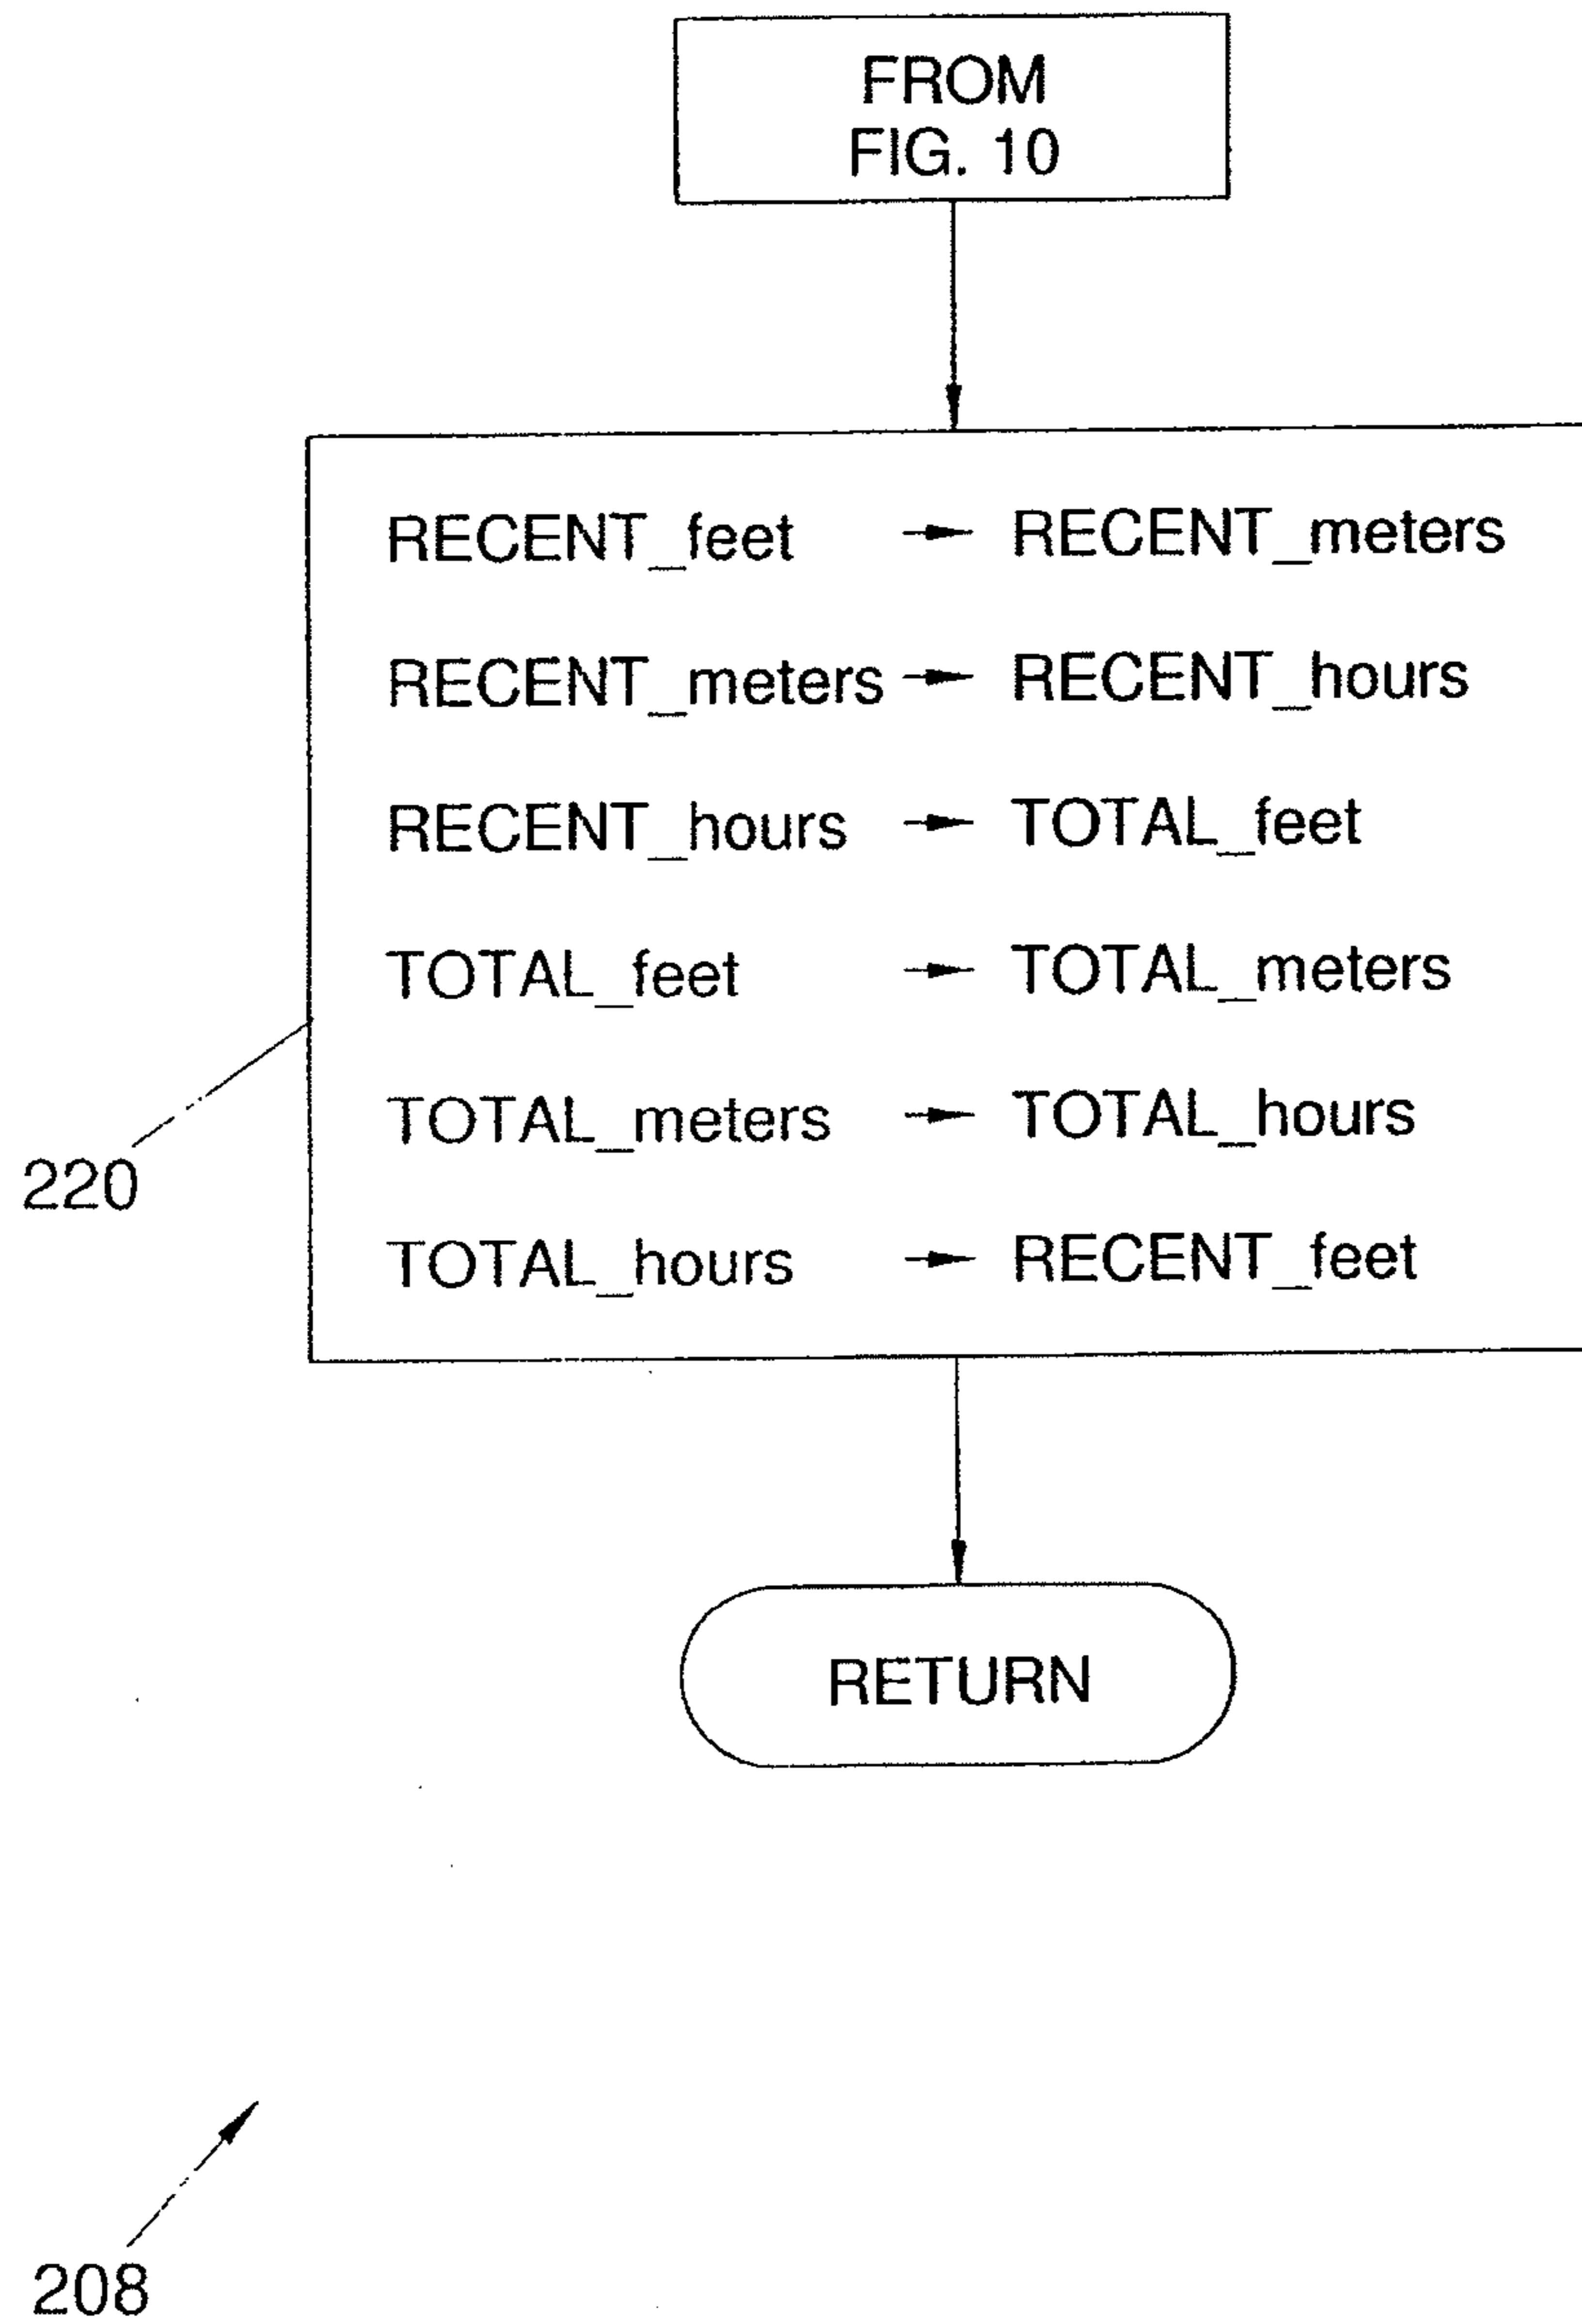 FROM
FIG. 10
RECENT_feet → RECENT_meters
RECENT_meters → RECENT_hours
RECENT_hours → TOTAL_feet
TOTAL_feet → TOTAL_meters
TOTAL_meters → TOTAL_hours
TOTAL_hours → RECENT_feet
220
RETURN
208